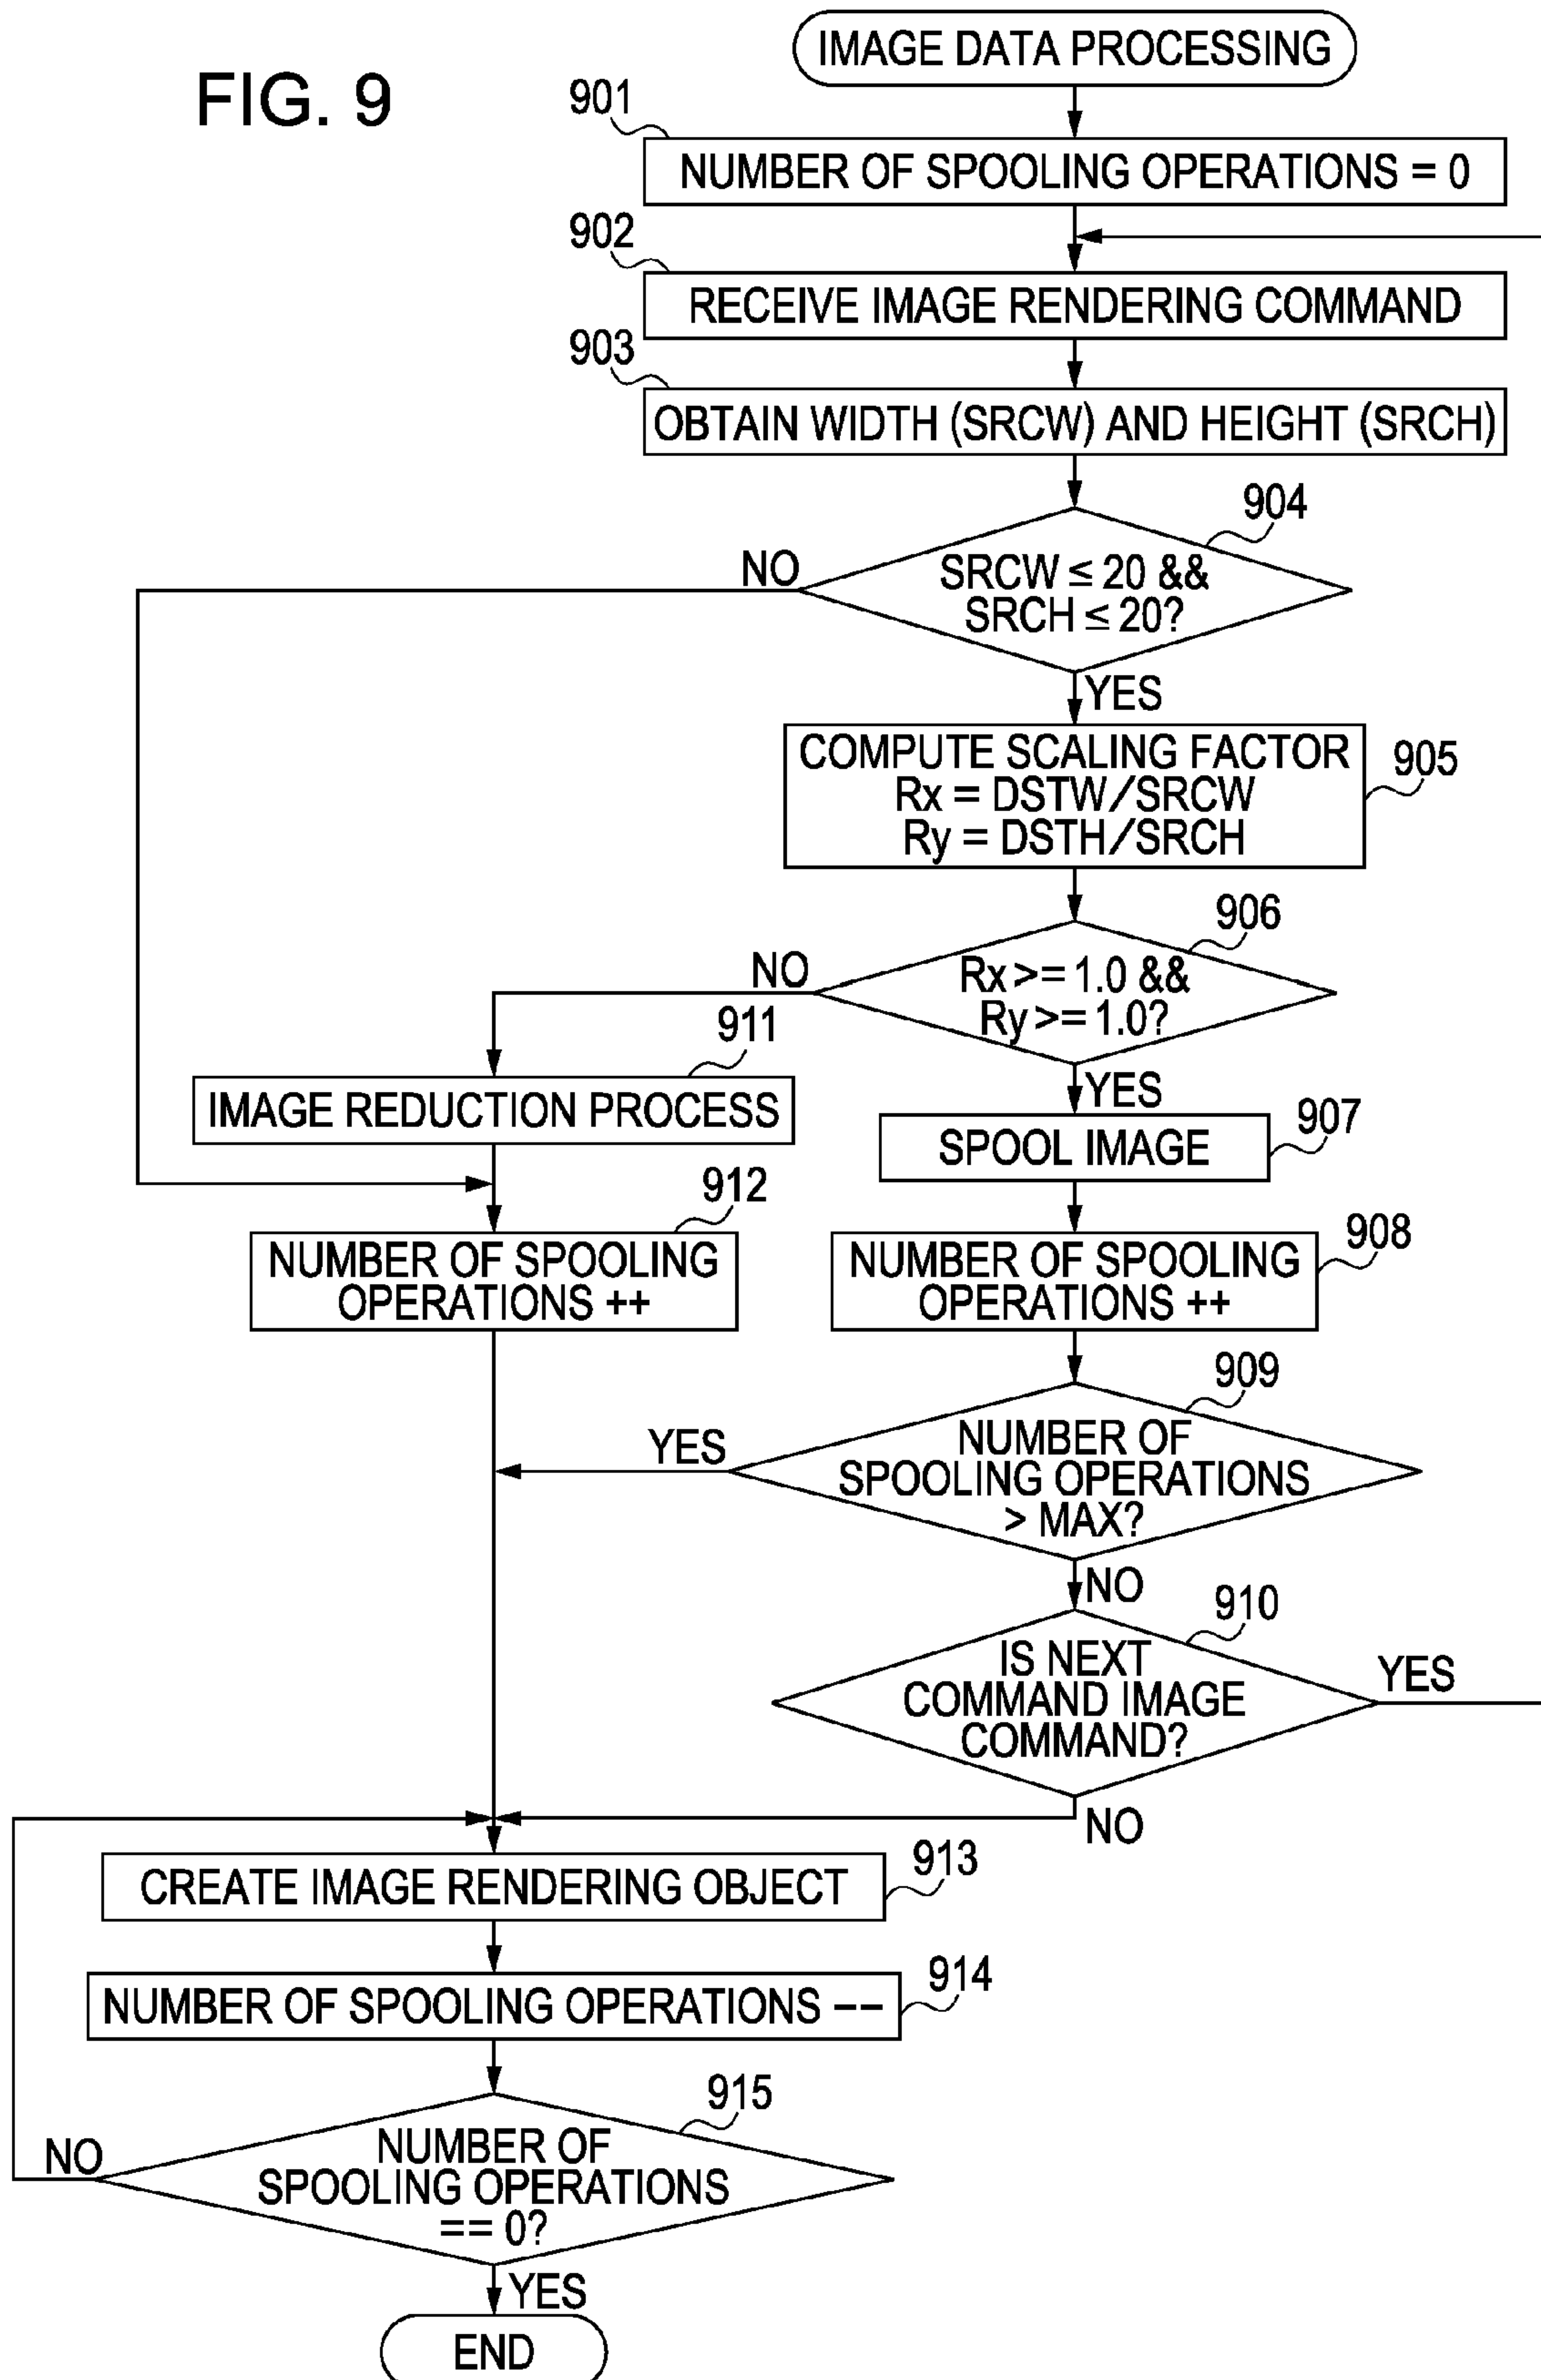 FIG. 9
IMAGE DATA PROCESSING
901
NUMBER OF SPOOLING OPERATIONS = 0
902
RECEIVE IMAGE RENDERING COMMAND
903
OBTAIN WIDTH (SRCW) AND HEIGHT (SRCH)
904
SRCW ≤ 20 &&
SRCH ≤ 20?
NO
YES
COMPUTE SCALING FACTOR
Rx = DSTW/SRCW
Ry = DSTH/SRCH
905
906
Rx >= 1.0 &&
Ry >= 1.0?
NO
YES
911
IMAGE REDUCTION PROCESS
907
SPOOL IMAGE
912
NUMBER OF SPOOLING
OPERATIONS ++
908
NUMBER OF SPOOLING
OPERATIONS ++
909
NUMBER OF
SPOOLING OPERATIONS
> MAX?
YES
NO
910
IS NEXT
COMMAND IMAGE
COMMAND?
YES
NO
913
CREATE IMAGE RENDERING OBJECT
914
NUMBER OF SPOOLING OPERATIONS --
915
NUMBER OF
SPOOLING OPERATIONS
== 0?
NO
YES
END